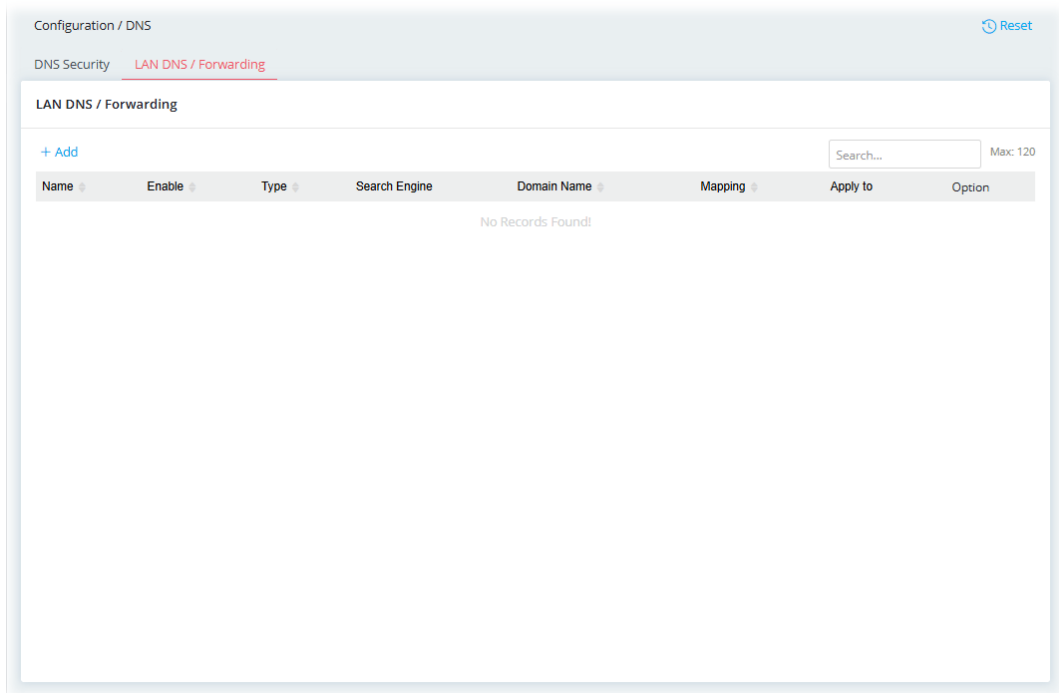 Configuration / DNS Reset
DNS Security LAN DNS / Forwarding
LAN DNS / Forwarding
+ Add Search... Max: 120
Name Enable Type Search Engine Domain Name Mapping Apply to Option
No Records Found!